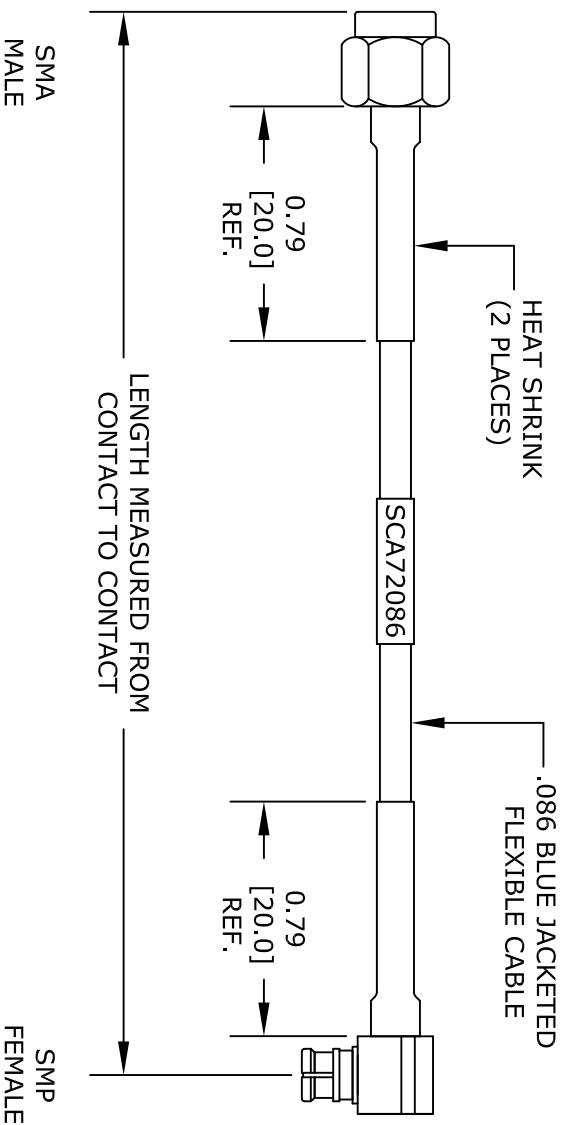 HEAT SHRINK
(2 PLACES)
.086 BLUE JACKETED
FLEXIBLE CABLE
SCA72086
0.79
[20.0]
REF.
0.79
[20.0]
REF.
LENGTH MEASURED FROM
CONTACT TO CONTACT
SMA
MALE
SMP
FEMALE